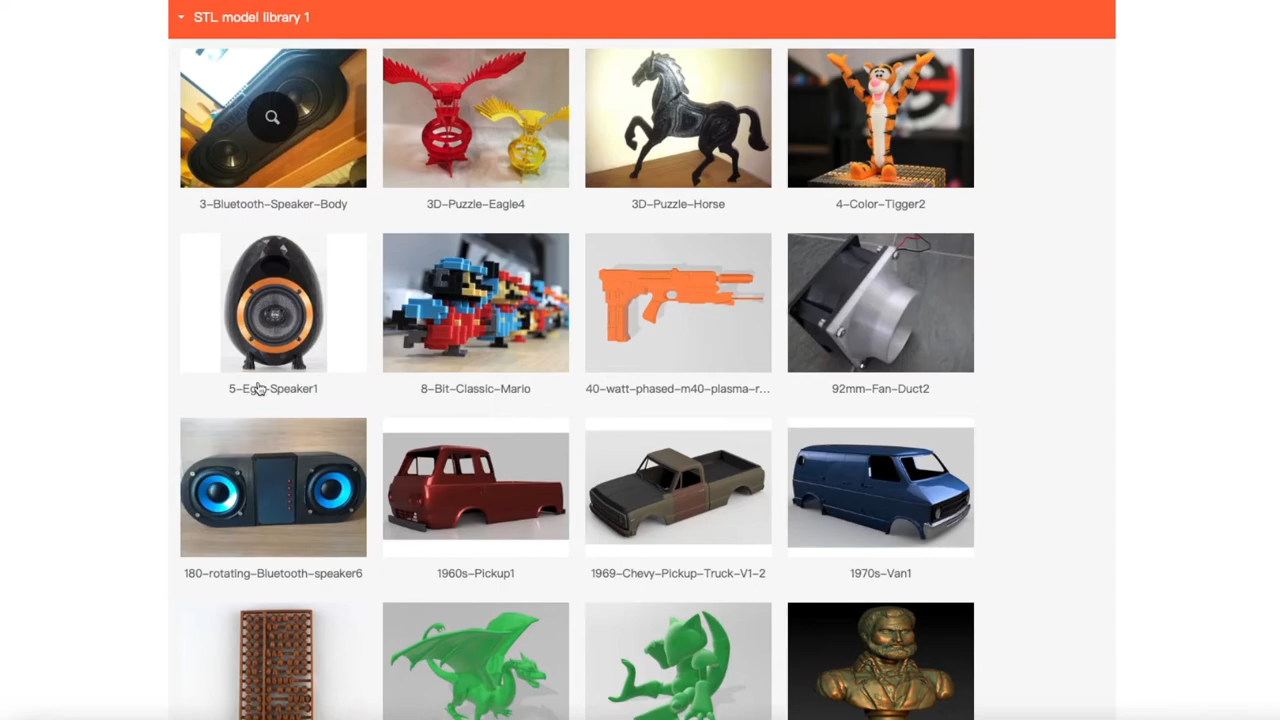 STL model library 1
3-Bluetooth-Speaker-Body
3D-Puzzle-Eagle4
3D-Puzzle-Horse
4-Color-Tigger2
5-Egg-Speaker1
8-Bit-Classic-Mario
40-watt-phased-m40-plasma-r...
92mm-Fan-Duct2
180-rotating-Bluetooth-speaker6
1960s-Pickup1
1969-Chevy-Pickup-Truck-V1-2
1970s-Van1